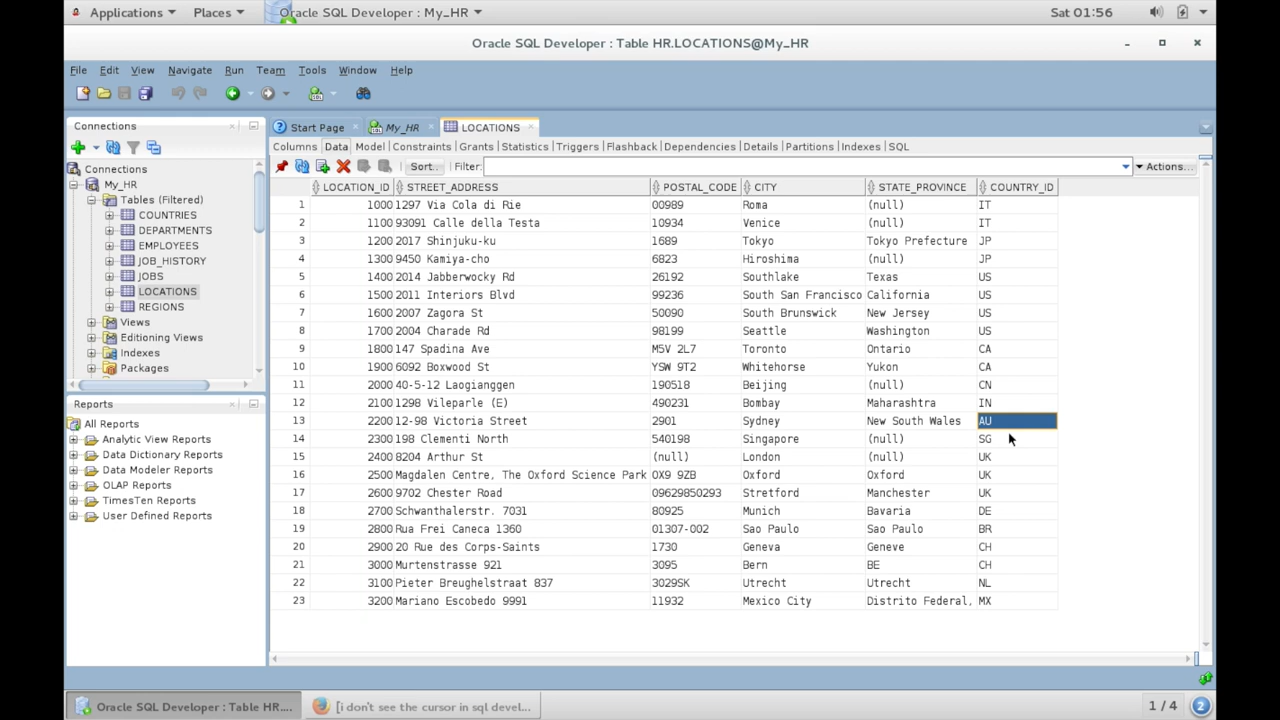 Applications Places Oracle SQL Developer : My_HR Sat 01:56
Oracle SQL Developer : Table HR.LOCATIONS@My_HR
File Edit View Navigate Run Team Tools Window Help
Connections
Start Page My_HR LOCATIONS
Columns Data Model Constraints Grants Statistics Triggers Flashback Dependencies Details Partitions Indexes SQL
Sort.. Filter: Actions...
Connections
My_HR
Tables (Filtered)
COUNTRIES
DEPARTMENTS
EMPLOYEES
JOB_HISTORY
JOBS
LOCATIONS
REGIONS
Views
Editioning Views
Indexes
Packages
Reports
All Reports
Analytic View Reports
Data Dictionary Reports
Data Modeler Reports
OLAP Reports
TimesTen Reports
User Defined Reports
LOCATION_ID STREET_ADDRESS POSTAL_CODE CITY STATE_PROVINCE COUNTRY_ID
1 1000 1297 Via Cola di Rie 00989 Roma (null) IT
2 1100 93091 Calle della Testa 10934 Venice (null) IT
3 1200 2017 Shinjuku-ku 1689 Tokyo Tokyo Prefecture JP
4 1300 9450 Kamiya-cho 6823 Hiroshima (null) JP
5 1400 2014 Jabberwocky Rd 26192 Southlake Texas US
6 1500 2011 Interiors Blvd 99236 South San Francisco California US
7 1600 2007 Zagora St 50090 South Brunswick New Jersey US
8 1700 2004 Charade Rd 98199 Seattle Washington US
9 1800 147 Spadina Ave M5V 2L7 Toronto Ontario CA
10 1900 6092 Boxwood St YSW 9T2 Whitehorse Yukon CA
11 2000 40-5-12 Laogianggen 190518 Beijing (null) CN
12 2100 1298 Vileparle (E) 490231 Bombay Maharashtra IN
13 2200 12-98 Victoria Street 2901 Sydney New South Wales AU
14 2300 198 Clementi North 540198 Singapore (null) SG
15 2400 8204 Arthur St (null) London (null) UK
16 2500 Magdalen Centre, The Oxford Science Park OX9 9ZB Oxford Oxford UK
17 2600 9702 Chester Road 09629850293 Stretford Manchester UK
18 2700 Schwanthalerstr. 7031 80925 Munich Bavaria DE
19 2800 Rua Frei Caneca 1360 01307-002 Sao Paulo Sao Paulo BR
20 2900 20 Rue des Corps-Saints 1730 Geneva Geneve CH
21 3000 Murtenstrasse 921 3095 Bern BE CH
22 3100 Pieter Breughelstraat 837 3029SK Utrecht Utrecht NL
23 3200 Mariano Escobedo 9991 11932 Mexico City Distrito Federal, MX
Oracle SQL Developer : Table HR.... [i don't see the cursor in sql devel... 1 / 4 2